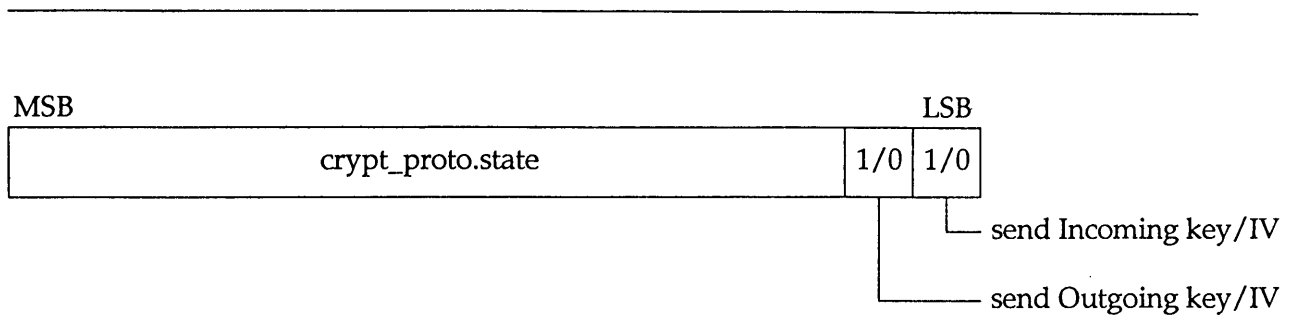 MSB LSB
crypt_proto.state 1/0 1/0
send Incoming key/IV
send Outgoing key/IV